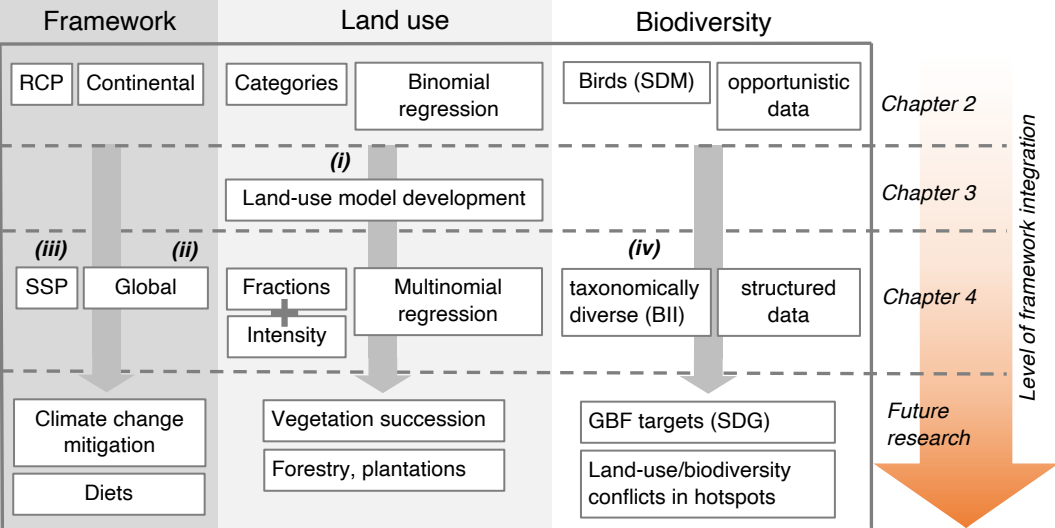 Framework
Land use
Biodiversity
RCP
Continental
Categories
Binomial
regression
Birds (SDM)
opportunistic
data
Chapter 2
(i)
Land-use model development
Chapter 3
(iii)
(ii)
SSP
Global
Fractions
Intensity
Multinomial
regression
(iv)
taxonomically
diverse (BII)
structured
data
Chapter 4
Climate change
mitigation
Diets
Vegetation succession
Forestry, plantations
GBF targets (SDG)
Land-use/biodiversity
conflicts in hotspots
Future
research
Level of framework integration